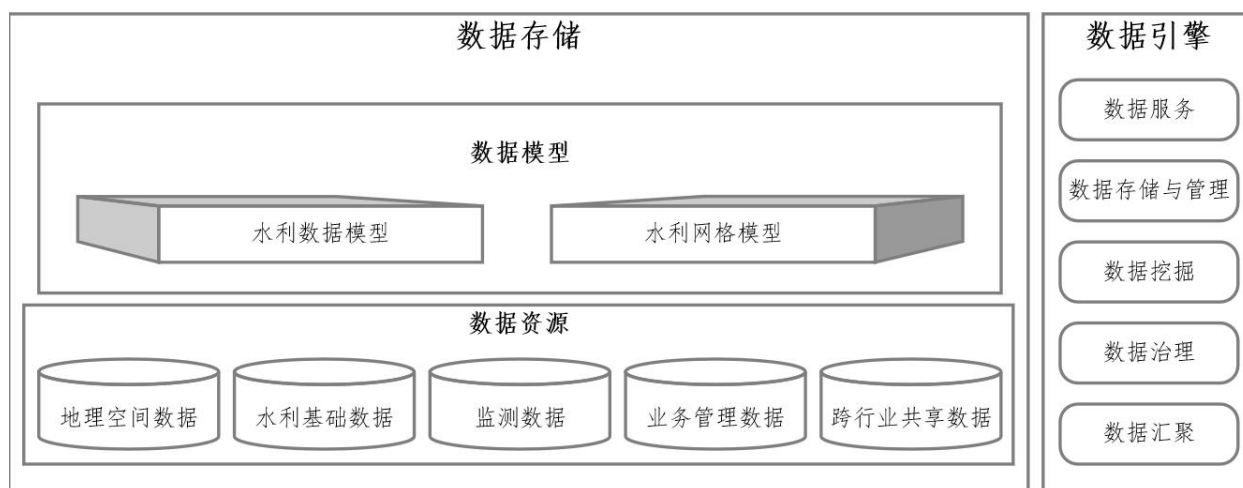 数据存储
数据模型
水利数据模型
水利网格模型
数据资源
地理空间数据
水利基础数据
监测数据
业务管理数据
跨行业共享数据
数据引擎
数据服务
数据存储与管理
数据挖掘
数据治理
数据汇聚